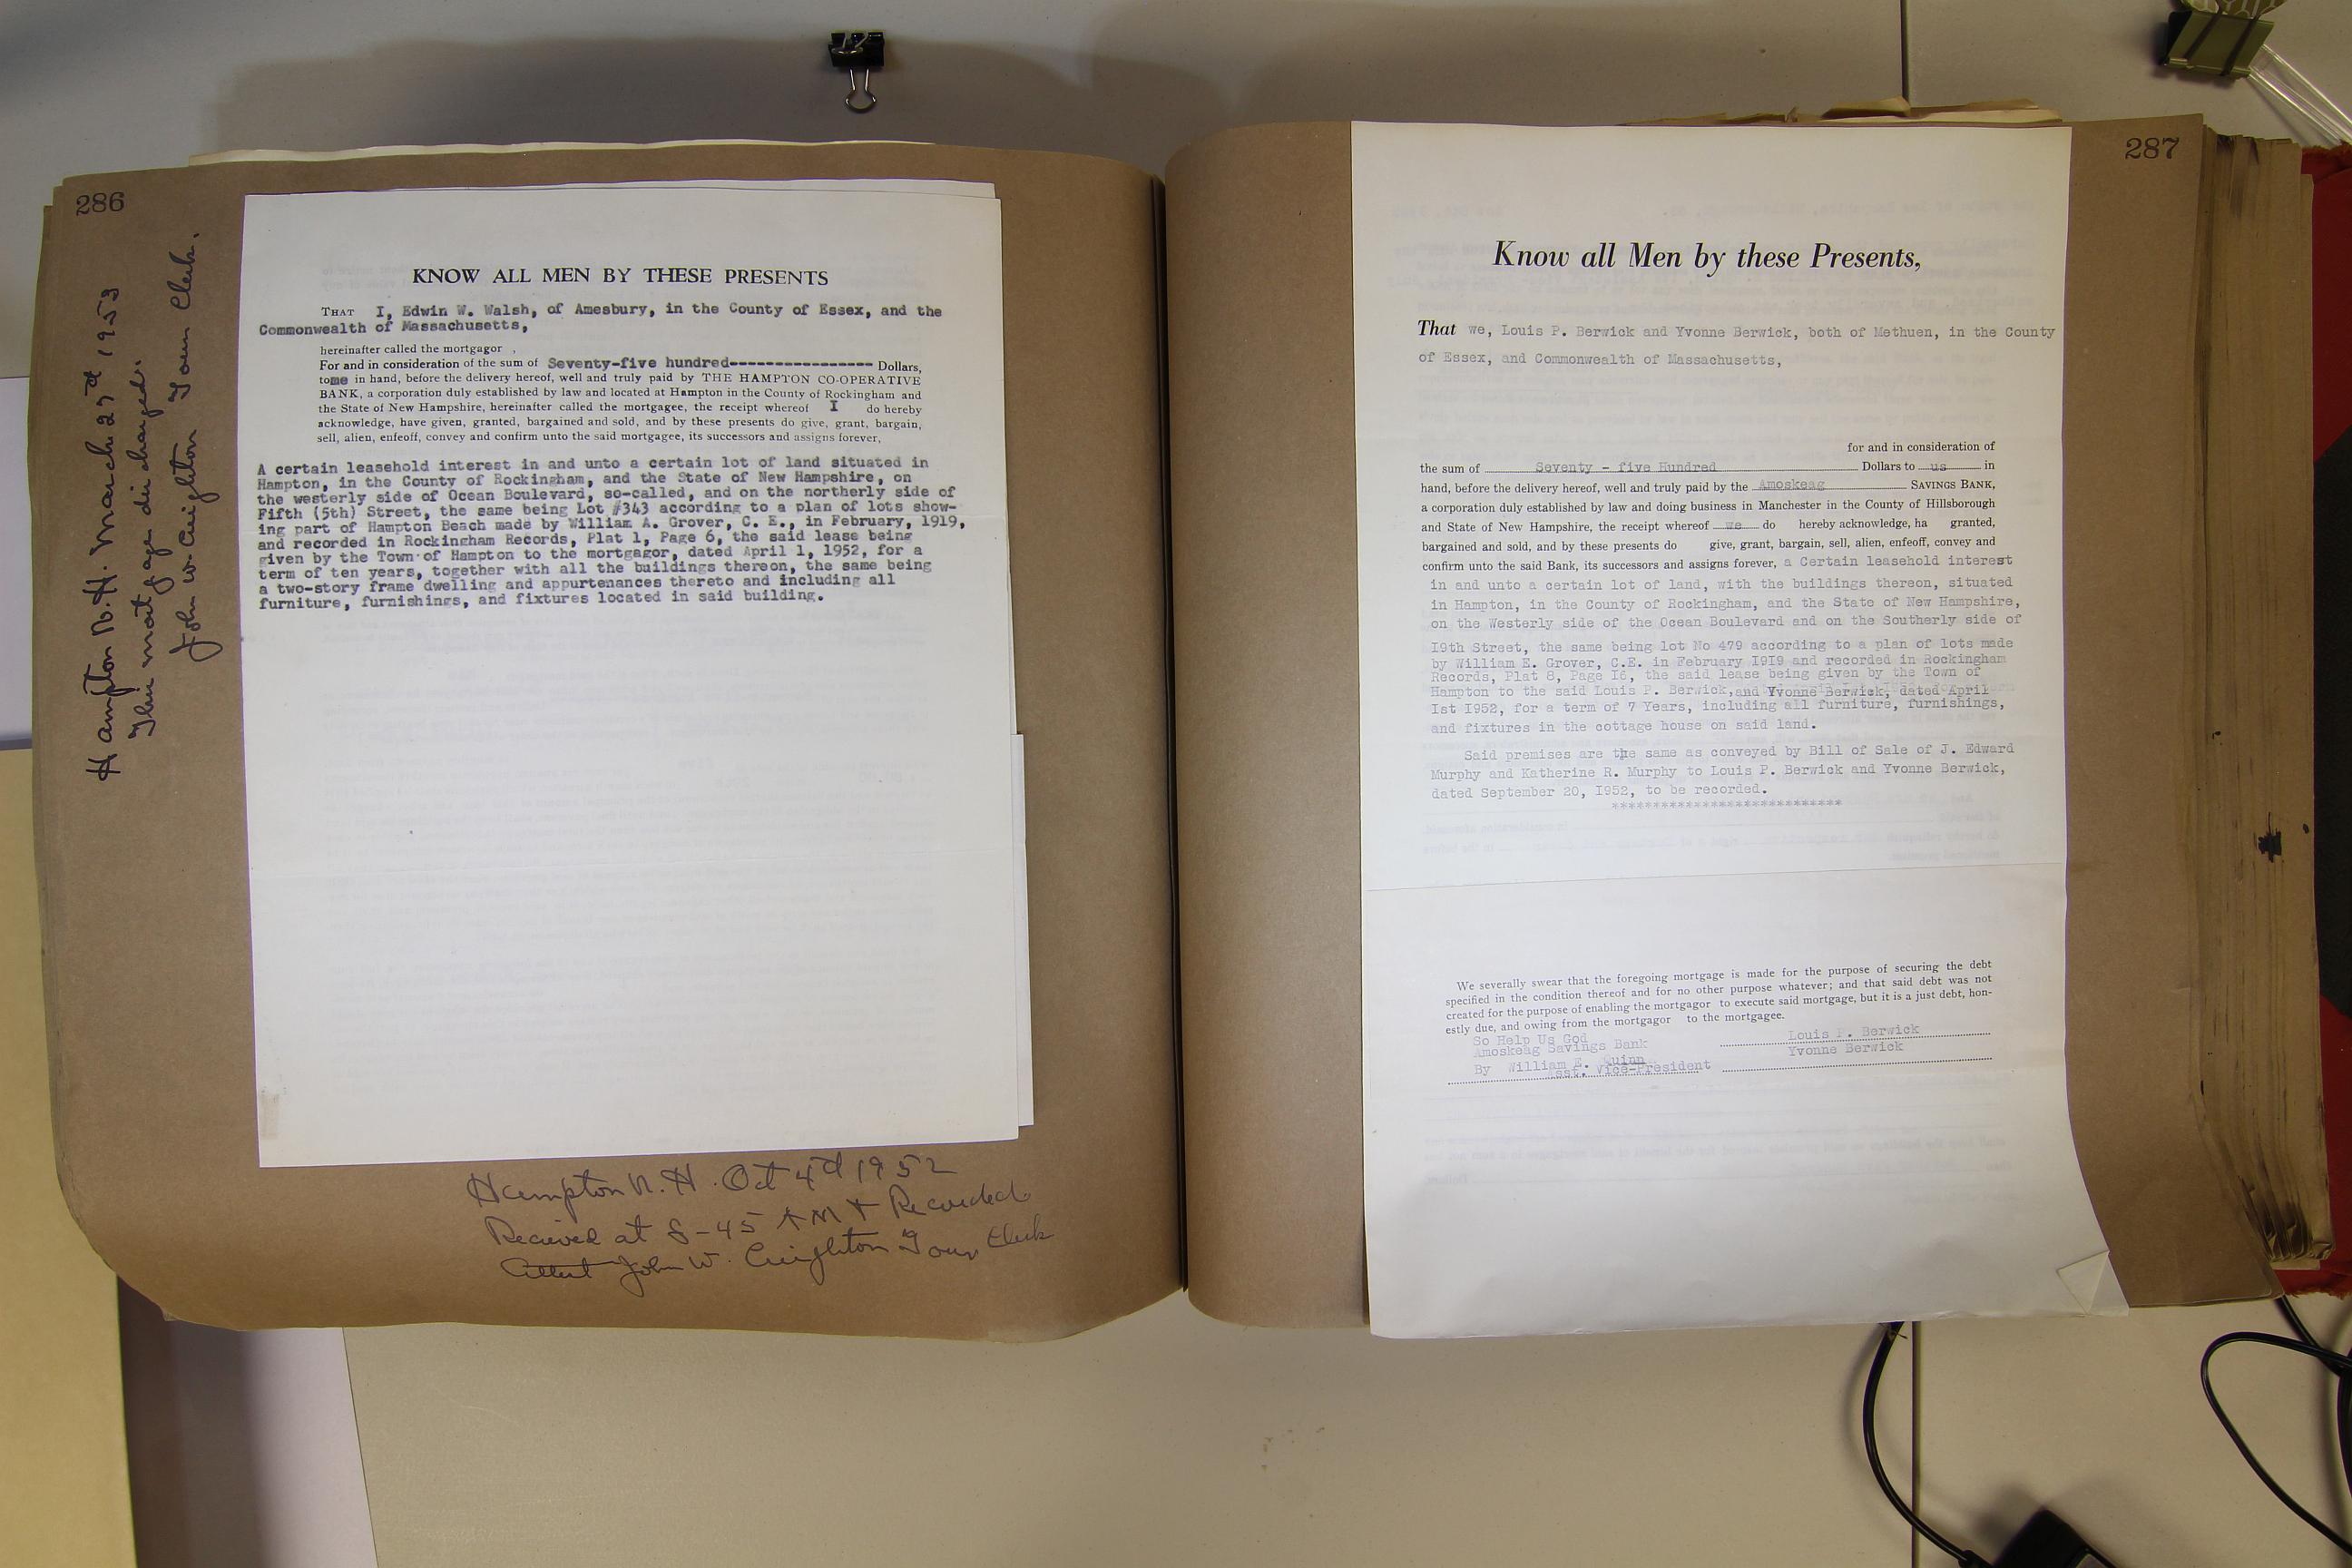 286
Hampton N.H. March 27d 1953
This mortgage discharged.
John W. Creighton Town Clerk.
KNOW ALL MEN BY THESE PRESENTS
THAT I, Edwin W. Walsh, of Amesbury, in the County of Essex, and the
Commonwealth of Massachusetts,
hereinafter called the mortgagor ,
For and in consideration of the sum of Seventy-five hundred----------------- Dollars,
to me in hand, before the delivery hereof, well and truly paid by THE HAMPTON CO-OPERATIVE
BANK, a corporation duly established by law and located at Hampton in the County of Rockingham and
the State of New Hampshire, hereinafter called the mortgagee, the receipt whereof I do hereby
acknowledge, have given, granted, bargained and sold, and by these presents do give, grant, bargain,
sell, alien, enfeoff, convey and confirm unto the said mortgagee, its successors and assigns forever,
A certain leasehold interest in and unto a certain lot of land situated in
Hampton, in the County of Rockingham, and the State of New Hampshire, on
the westerly side of Ocean Boulevard, so-called, and on the northerly side of
Fifth (5th) Street, the same being Lot #343 according to a plan of lots show-
ing part of Hampton Beach made by William A. Grover, C. E., in February, 1919,
and recorded in Rockingham Records, Plat 1, Page 6, the said lease being
given by the Town of Hampton to the mortgagor, dated April 1, 1952, for a
term of ten years, together with all the buildings thereon, the same being
a two-story frame dwelling and appurtenances thereto and including all
furniture, furnishings, and fixtures located in said building.
Hampton N.H. Oct 4d 1952
Recieved at 8-45 AM + Recorded
Attest John W. Creighton Town Clerk
287
Know all Men by these Presents,
That we, Louis P. Berwick and Yvonne Berwick, both of Methuen, in the County
of Essex, and Commonwealth of Massachusetts,
for and in consideration of
the sum of Seventy - five Hundred Dollars to us in
hand, before the delivery hereof, well and truly paid by the Amoskeag SAVINGS BANK,
a corporation duly established by law and doing business in Manchester in the County of Hillsborough
and State of New Hampshire, the receipt whereof we do hereby acknowledge, ha granted,
bargained and sold, and by these presents do give, grant, bargain, sell, alien, enfeoff, convey and
confirm unto the said Bank, its successors and assigns forever, a Certain leasehold interest
in and unto a certain lot of land, with the buildings thereon, situated
in Hampton, in the County of Rockingham, and the State of New Hampshire,
on the Westerly side of the Ocean Boulevard and on the Southerly side of
I9th Street, the same being lot No 479 according to a plan of lots made
by William E. Grover, C.E. in February I9I9 and recorded in Rockingham
Records, Plat 8, Page I6, the said lease being given by the Town of
Hampton to the said Louis P. Berwick, and Yvonne Berwick, dated April
Ist I952, for a term of 7 Years, including all furniture, furnishings,
and fixtures in the cottage house on said land.
Said premises are the same as conveyed by Bill of Sale of J. Edward
Murphy and Katherine R. Murphy to Louis P. Berwick and Yvonne Berwick,
dated September 20, I952, to be recorded.
***************************
We severally swear that the foregoing mortgage is made for the purpose of securing the debt
specified in the condition thereof and for no other purpose whatever; and that said debt was not
created for the purpose of enabling the mortgagor to execute said mortgage, but it is a just debt, hon-
estly due, and owing from the mortgagor to the mortgagee.
So Help Us God
Amoskeag Savings Bank
By William E. Quinn
Asst. Vice-President
Louis P. Berwick
Yvonne Berwick